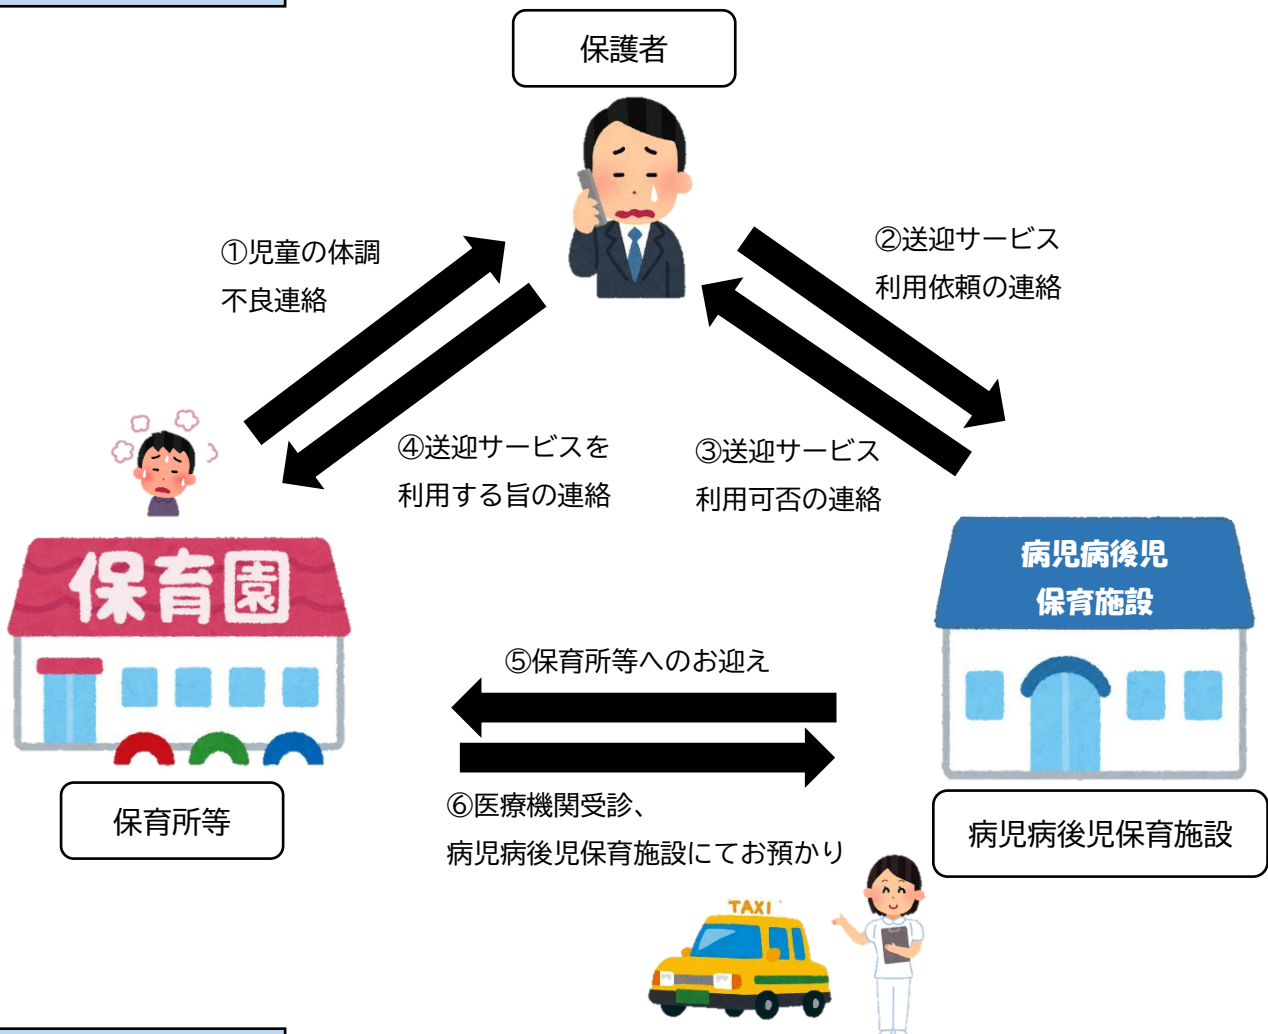 保護者
①児童の体調
不良連絡
②送迎サービス
利用依頼の連絡
④送迎サービスを
利用する旨の連絡
③送迎サービス
利用可否の連絡
保育園
病児病後児
保育施設
⑤保育所等へのお迎え
保育所等
⑥医療機関受診、
病児病後児保育施設にてお預かり
病児病後児保育施設
TAXI